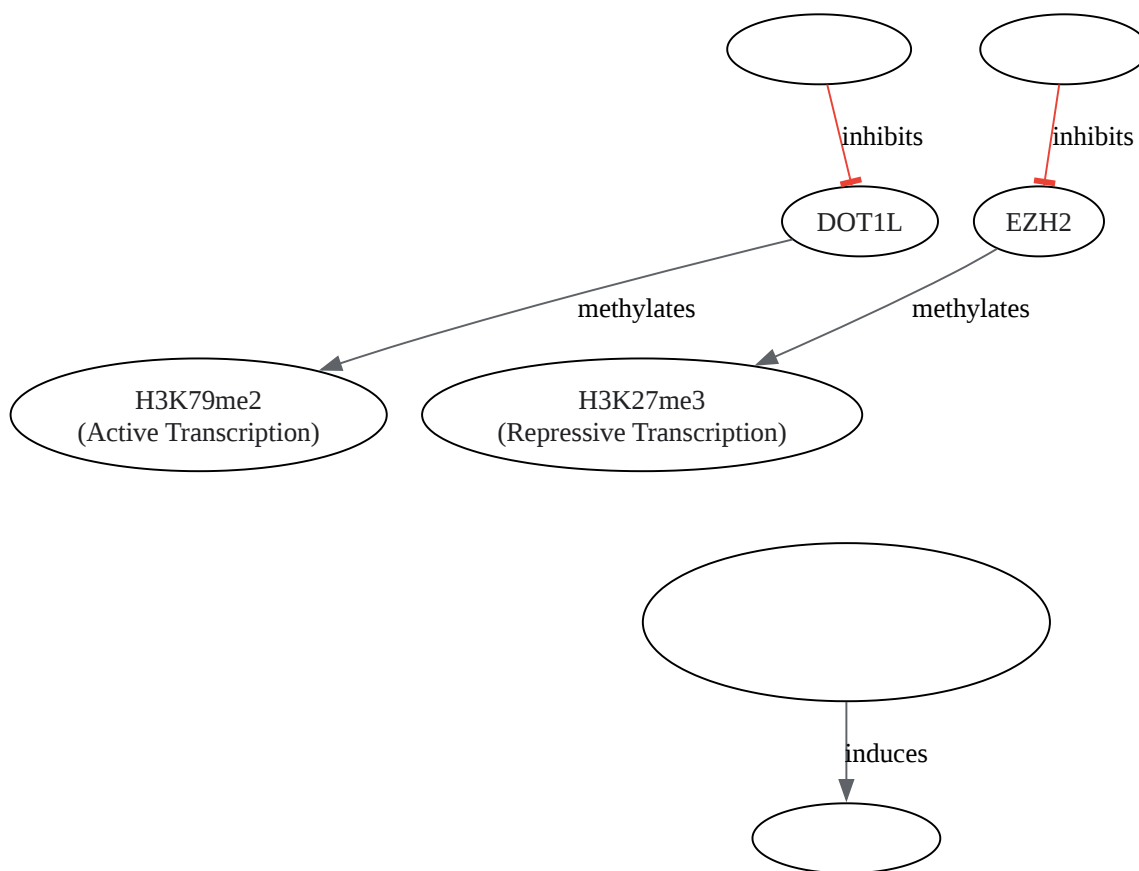 inhibits
inhibits
DOT1L
EZH2
methylates
methylates
H3K79me2
(Active Transcription)
H3K27me3
(Repressive Transcription)
induces